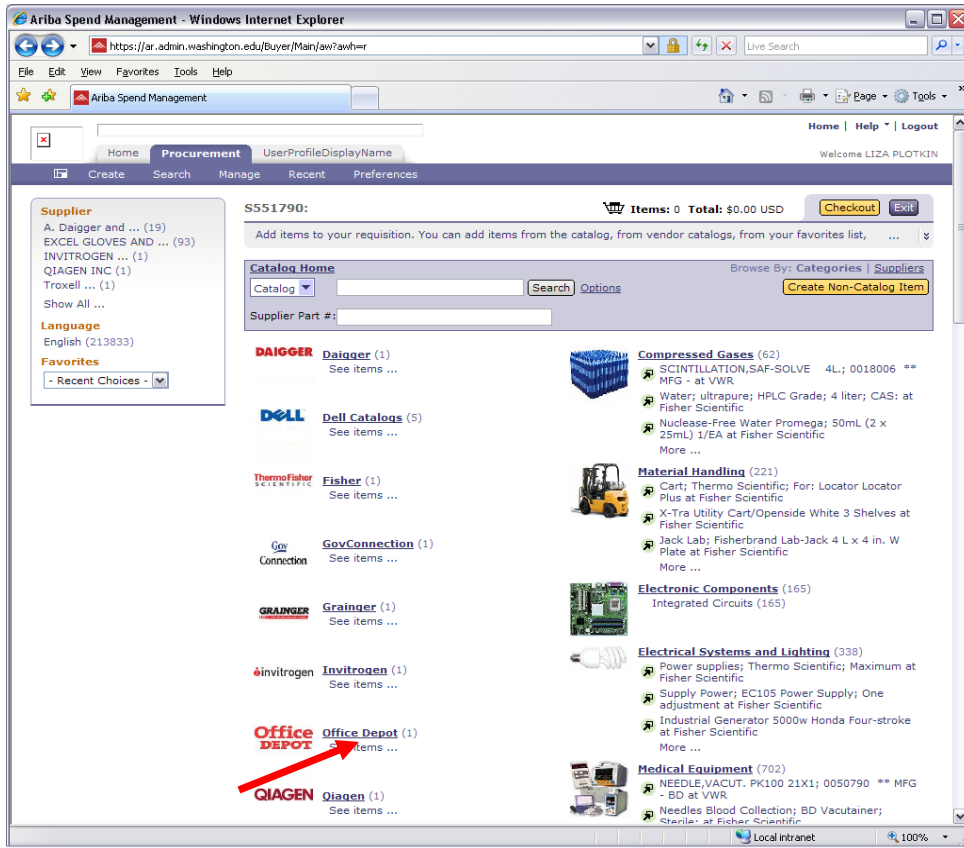 Ariba Spend Management - Windows Internet Explorer
https://ar.admin.washington.edu/Buyer/Main/aw?awh=r
Live Search
File Edit View Favorites Tools Help
Ariba Spend Management
Page Tools
Home | Help | Logout
Home Procurement UserProfileDisplayName
Welcome LIZA PLOTKIN
Create Search Manage Recent Preferences
Supplier
A. Daigger and ... (19)
EXCEL GLOVES AND ... (93)
INVITROGEN ... (1)
QIAGEN INC (1)
Troxell ... (1)
Show All ...
Language
English (213833)
Favorites
- Recent Choices -
S551790:
Items: 0 Total: $0.00 USD
Checkout Exit
Add items to your requisition. You can add items from the catalog, from vendor catalogs, from your favorites list, ...
Catalog Home
Browse By: Categories | Suppliers
Catalog Search Options
Create Non-Catalog Item
Supplier Part #:
DAIGGER Daigger (1)
See items ...
DELL Dell Catalogs (5)
See items ...
ThermoFisher
SCIENTIFIC
Fisher (1)
See items ...
Gov
Connection
GovConnection (1)
See items ...
GRAINGER Grainger (1)
See items ...
invitrogen Invitrogen (1)
See items ...
Office
DEPOT
Office Depot (1)
See items ...
QIAGEN Qiagen (1)
See items ...
Compressed Gases (62)
SCINTILLATION,SAF-SOLVE 4L.; 0018006 **
MFG - at VWR
Water; ultrapure; HPLC Grade; 4 liter; CAS: at
Fisher Scientific
Nuclease-Free Water Promega; 50mL (2 x
25mL) 1/EA at Fisher Scientific
More ...
Material Handling (221)
Cart; Thermo Scientific; For: Locator Locator
Plus at Fisher Scientific
X-Tra Utility Cart/Openside White 3 Shelves at
Fisher Scientific
Jack Lab; Fisherbrand Lab-Jack 4 L x 4 in. W
Plate at Fisher Scientific
More ...
Electronic Components (165)
Integrated Circuits (165)
Electrical Systems and Lighting (338)
Power supplies; Thermo Scientific; Maximum at
Fisher Scientific
Supply Power; EC105 Power Supply; One
adjustment at Fisher Scientific
Industrial Generator 5000w Honda Four-stroke
at Fisher Scientific
More ...
Medical Equipment (702)
NEEDLE,VACUT. PK100 21X1; 0050790 ** MFG
- BD at VWR
Needles Blood Collection; BD Vacutainer;
Sterile; at Fisher Scientific
Local intranet
100%